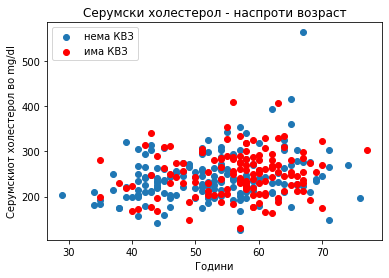 Серумски холестерол - наспроти возраст
нема КВЗ
има КВЗ
Серумскиот холестерол во mg/dl
500
400
300
200
30 40 50 60 70
Години